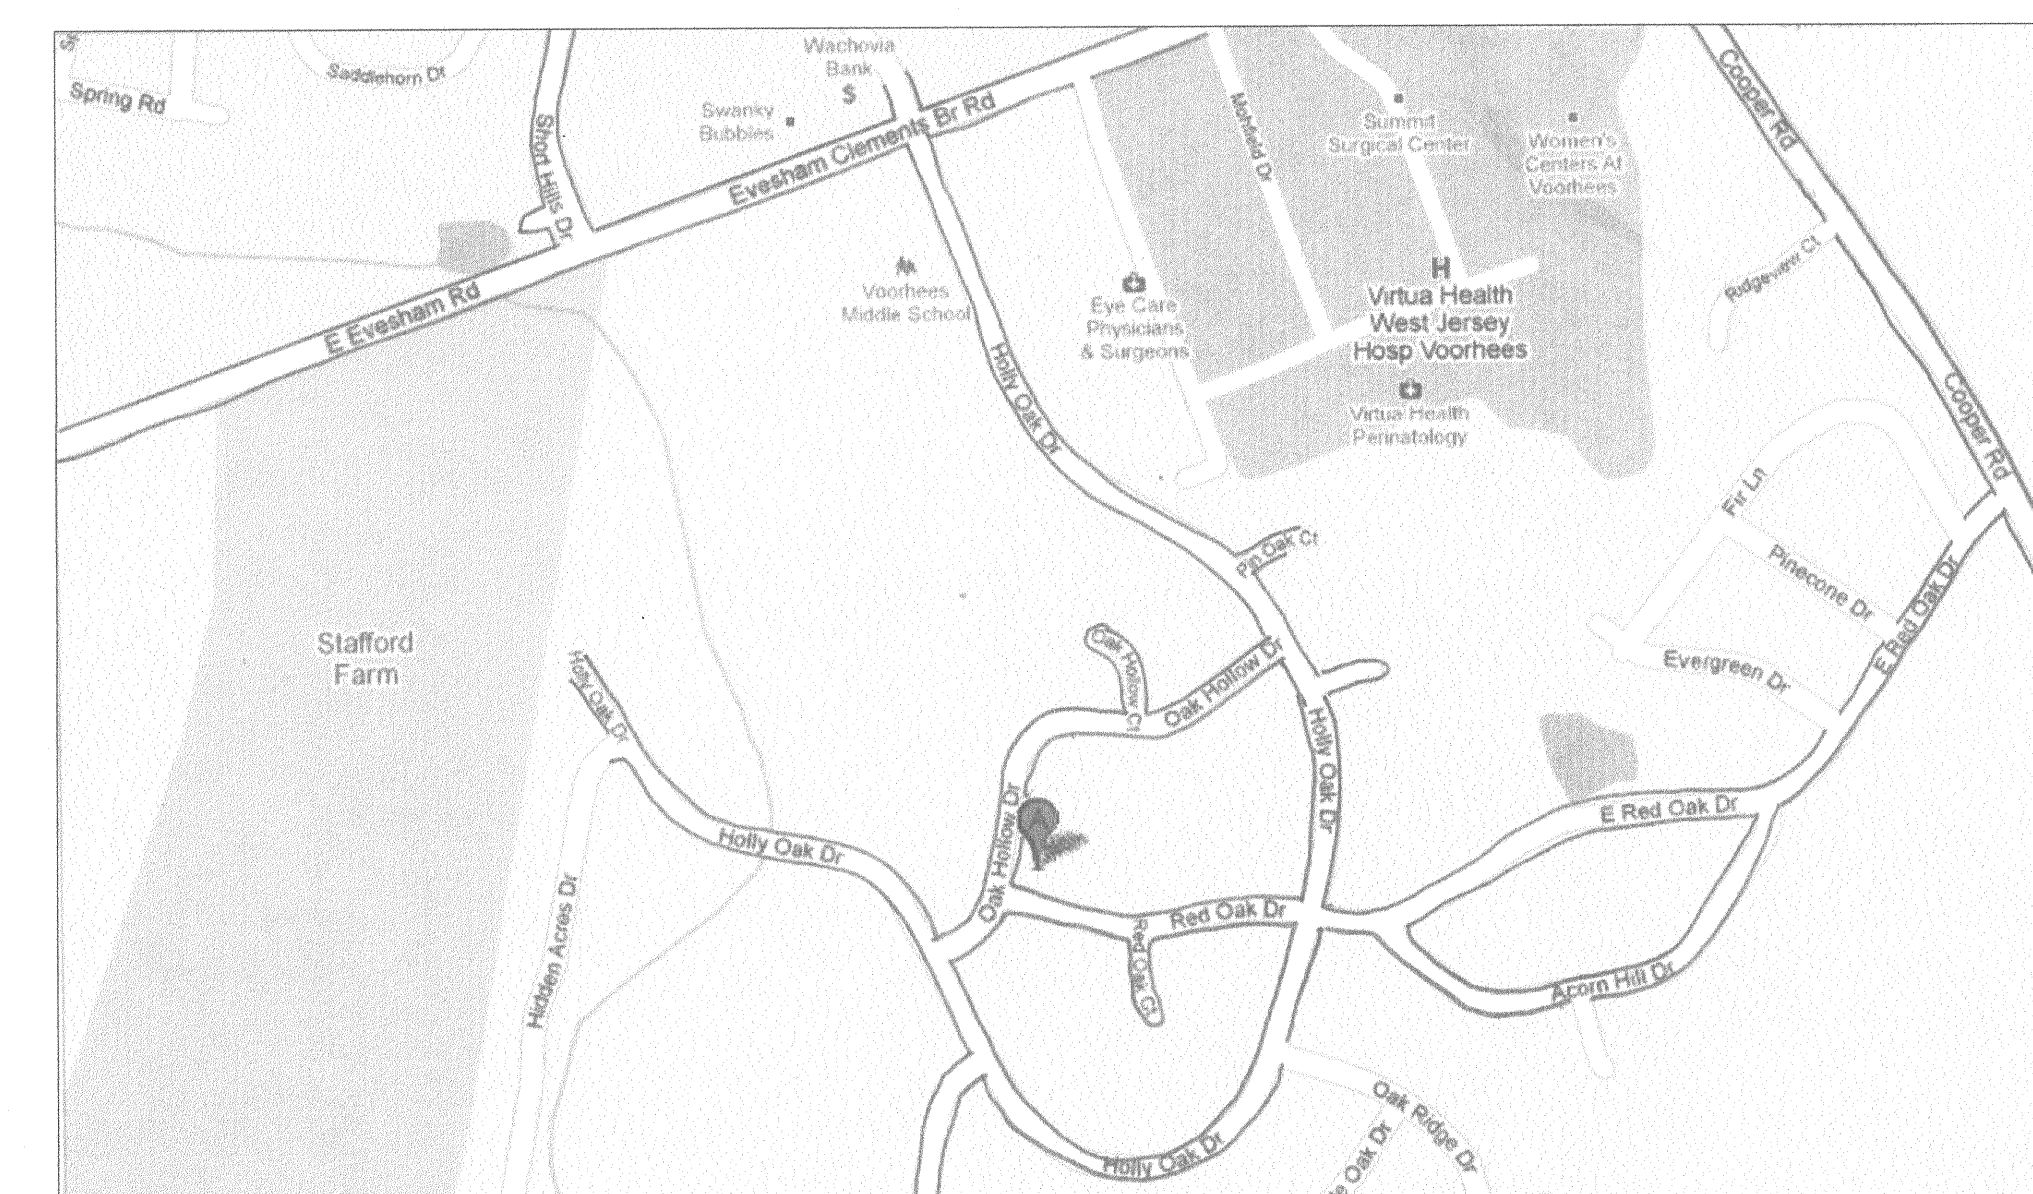 Saddlehorn Dr
Spring Rd
Short Hills Dr
Wachovia
Bank
$
Swanky
Bubbles
Evesham Clements Br Rd
E Evesham Rd
Voorhees
Middle School
Holly Oak Dr
Eye Care
Physicians
& Surgeons
Summit
Surgical Center
Women's
Centers At
Voorhees
H
Virtua Health
West Jersey
Hosp Voorhees
Virtua Health
Perinatology
Cooper Rd
Ridgeview Ct
Cooper Rd
Fir Ln
Pinecone Dr
Evergreen Dr
E Red Oak Dr
Pin Oak Ct
Stafford
Farm
Holly Oak Dr
Oak Hollow Ct
Oak Hollow Dr
Holly Oak Dr
E Red Oak Dr
Holly Oak Dr
Oak Hollow Dr
A
Hidden Acres Dr
Red Oak Dr
Red Oak Ct
Acorn Hill Dr
Holly Oak Dr
Oak Ridge Dr
Oak Dr